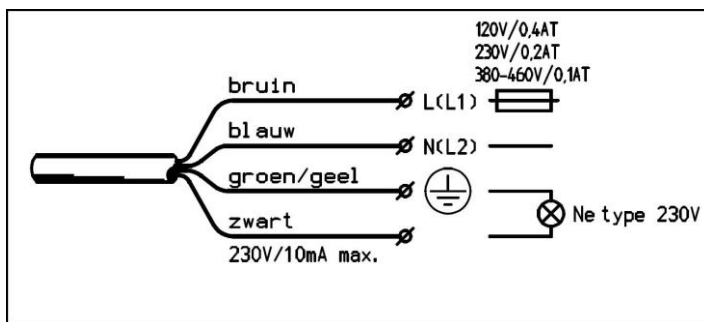 120V/0,4AT
230V/0,2AT
380-460V/0,1AT
bruin
L(L1)
blauw
N(L2)
groen/geel
zwart
Ne type 230V
230V/10mA max.